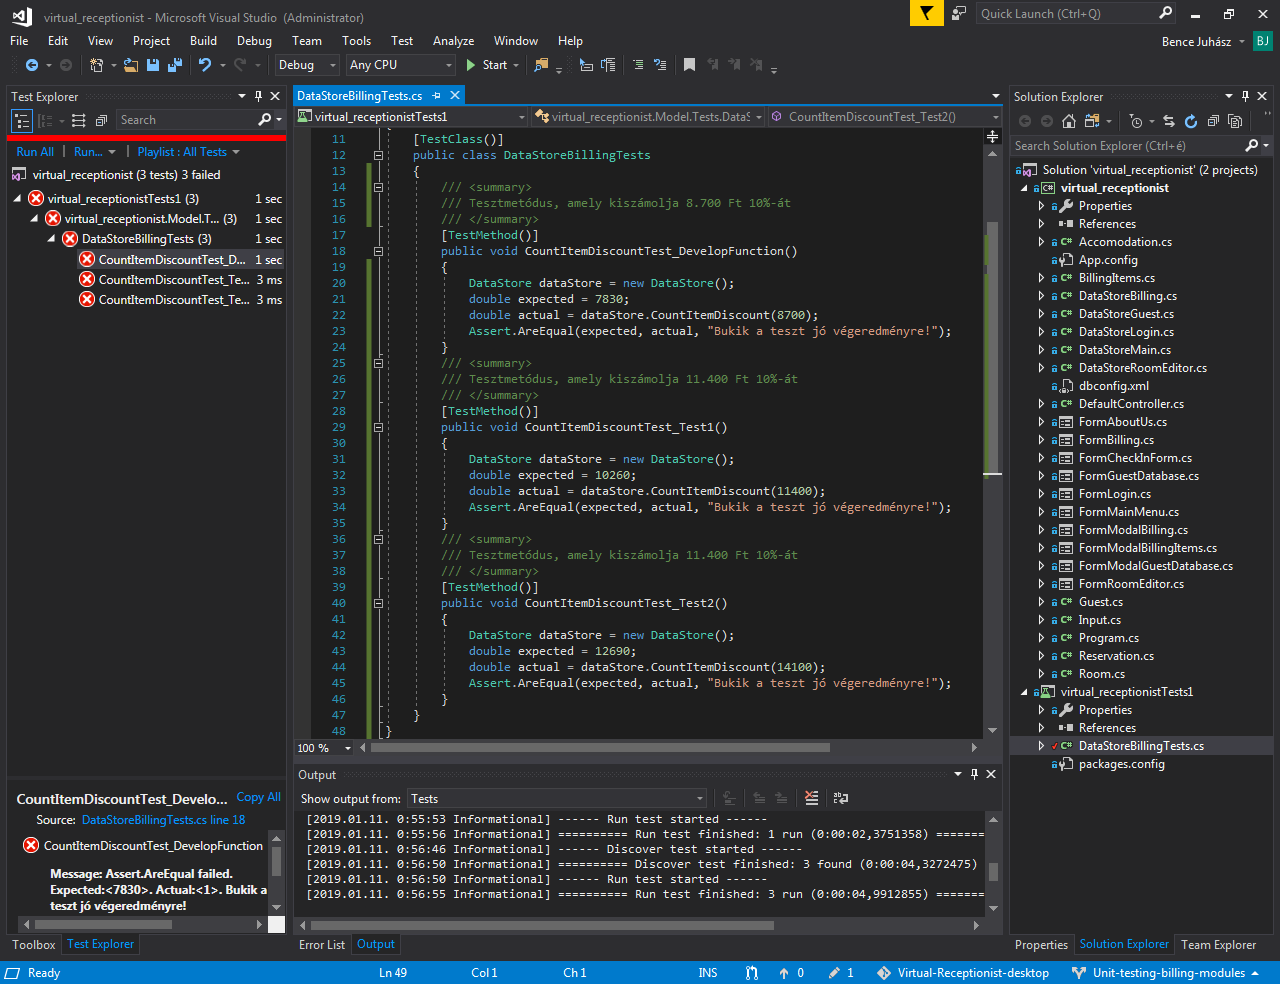 virtual_receptionist - Microsoft Visual Studio (Administrator)
Quick Launch (Ctrl+Q)
File Edit View Project Build Debug Team Tools Test Analyze Window Help
Bence Juhász BJ
Debug Any CPU Start
Test Explorer
Search
Run All | Run... | Playlist : All Tests
virtual_receptionist (3 tests) 3 failed
virtual_receptionistTests1 (3) 1 sec
virtual_receptionist.Model.T... (3) 1 sec
DataStoreBillingTests (3) 1 sec
CountItemDiscountTest_D... 1 sec
CountItemDiscountTest_Te... 3 ms
CountItemDiscountTest_Te... 3 ms
CountItemDiscountTest_Develo... Copy All
Source: DataStoreBillingTests.cs line 18
CountItemDiscountTest_DevelopFunction
Message: Assert.AreEqual failed.
Expected:<7830>. Actual:<1>. Bukik a
teszt jó végeredményre!
Toolbox Test Explorer
DataStoreBillingTests.cs
virtual_receptionistTests1 virtual_receptionist.Model.Tests.DataS CountItemDiscountTest_Test2()
11 [TestClass()]
12 public class DataStoreBillingTests
13 {
14 /// <summary>
15 /// Tesztmetódus, amely kiszámolja 8.700 Ft 10%-át
16 /// </summary>
17 [TestMethod()]
18 public void CountItemDiscountTest_DevelopFunction()
19 {
20 DataStore dataStore = new DataStore();
21 double expected = 7830;
22 double actual = dataStore.CountItemDiscount(8700);
23 Assert.AreEqual(expected, actual, "Bukik a teszt jó végeredményre!");
24 }
25 /// <summary>
26 /// Tesztmetódus, amely kiszámolja 11.400 Ft 10%-át
27 /// </summary>
28 [TestMethod()]
29 public void CountItemDiscountTest_Test1()
30 {
31 DataStore dataStore = new DataStore();
32 double expected = 10260;
33 double actual = dataStore.CountItemDiscount(11400);
34 Assert.AreEqual(expected, actual, "Bukik a teszt jó végeredményre!");
35 }
36 /// <summary>
37 /// Tesztmetódus, amely kiszámolja 11.400 Ft 10%-át
38 /// </summary>
39 [TestMethod()]
40 public void CountItemDiscountTest_Test2()
41 {
42 DataStore dataStore = new DataStore();
43 double expected = 12690;
44 double actual = dataStore.CountItemDiscount(14100);
45 Assert.AreEqual(expected, actual, "Bukik a teszt jó végeredményre!");
46 }
47 }
48 }
100 %
Output
Show output from: Tests
[2019.01.11. 0:55:53 Informational] ------ Run test started ------
[2019.01.11. 0:55:56 Informational] ========== Run test finished: 1 run (0:00:02,3751358) =======
[2019.01.11. 0:56:46 Informational] ------ Discover test started ------
[2019.01.11. 0:56:50 Informational] ========== Discover test finished: 3 found (0:00:04,3272475)
[2019.01.11. 0:56:50 Informational] ------ Run test started ------
[2019.01.11. 0:56:55 Informational] ========== Run test finished: 3 run (0:00:04,9912855) =======
Error List Output
Solution Explorer
Search Solution Explorer (Ctrl+é)
Solution 'virtual_receptionist' (2 projects)
virtual_receptionist
Properties
References
Accomodation.cs
App.config
BillingItems.cs
DataStoreBilling.cs
DataStoreGuest.cs
DataStoreLogin.cs
DataStoreMain.cs
DataStoreRoomEditor.cs
dbconfig.xml
DefaultController.cs
FormAboutUs.cs
FormBilling.cs
FormCheckInForm.cs
FormGuestDatabase.cs
FormLogin.cs
FormMainMenu.cs
FormModalBilling.cs
FormModalBillingItems.cs
FormModalGuestDatabase.cs
FormRoomEditor.cs
Guest.cs
Input.cs
Program.cs
Reservation.cs
Room.cs
virtual_receptionistTests1
Properties
References
DataStoreBillingTests.cs
packages.config
Properties Solution Explorer Team Explorer
Ready Ln 49 Col 1 Ch 1 INS 0 1 Virtual-Receptionist-desktop Unit-testing-billing-modules